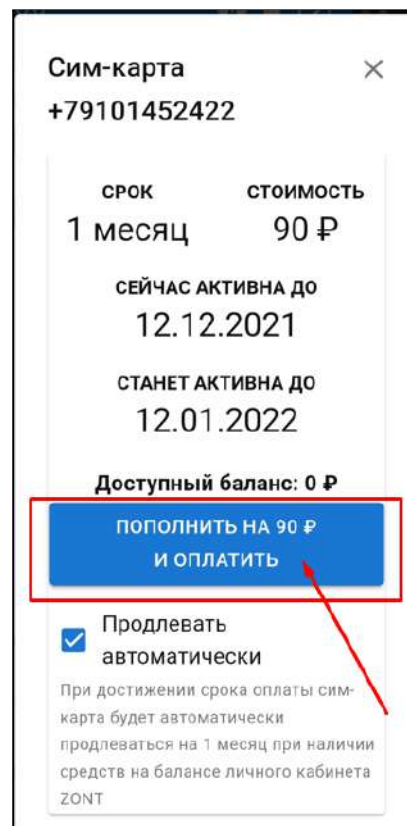 Сим-карта
+79101452422
СРОК СТОИМОСТЬ
1 месяц 90 ₽
СЕЙЧАС АКТИВНА ДО
12.12.2021
СТАНЕТ АКТИВНА ДО
12.01.2022
Доступный баланс: 0 ₽
ПОПОЛНИТЬ НА 90 ₽
И ОПЛАТИТЬ
Продлевать
автоматически
При достижении срока оплаты сим-
карта будет автоматически
продлеваться на 1 месяц при наличии
средств на балансе личного кабинета
ZONT